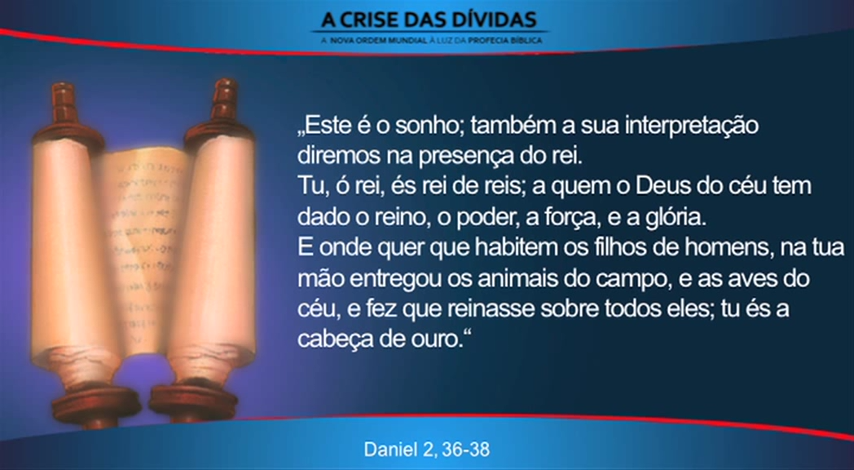 A CRISE DAS DÍVIDAS
A NOVA ORDEM MUNDIAL À LUZ DA PROFECIA BÍBLICA
„Este é o sonho; também a sua interpretação
diremos na presença do rei.
Tu, ó rei, és rei de reis; a quem o Deus do céu tem
dado o reino, o poder, a força, e a glória.
E onde quer que habitem os filhos de homens, na tua
mão entregou os animais do campo, e as aves do
céu, e fez que reinasse sobre todos eles; tu és a
cabeça de ouro.“
Daniel 2, 36-38